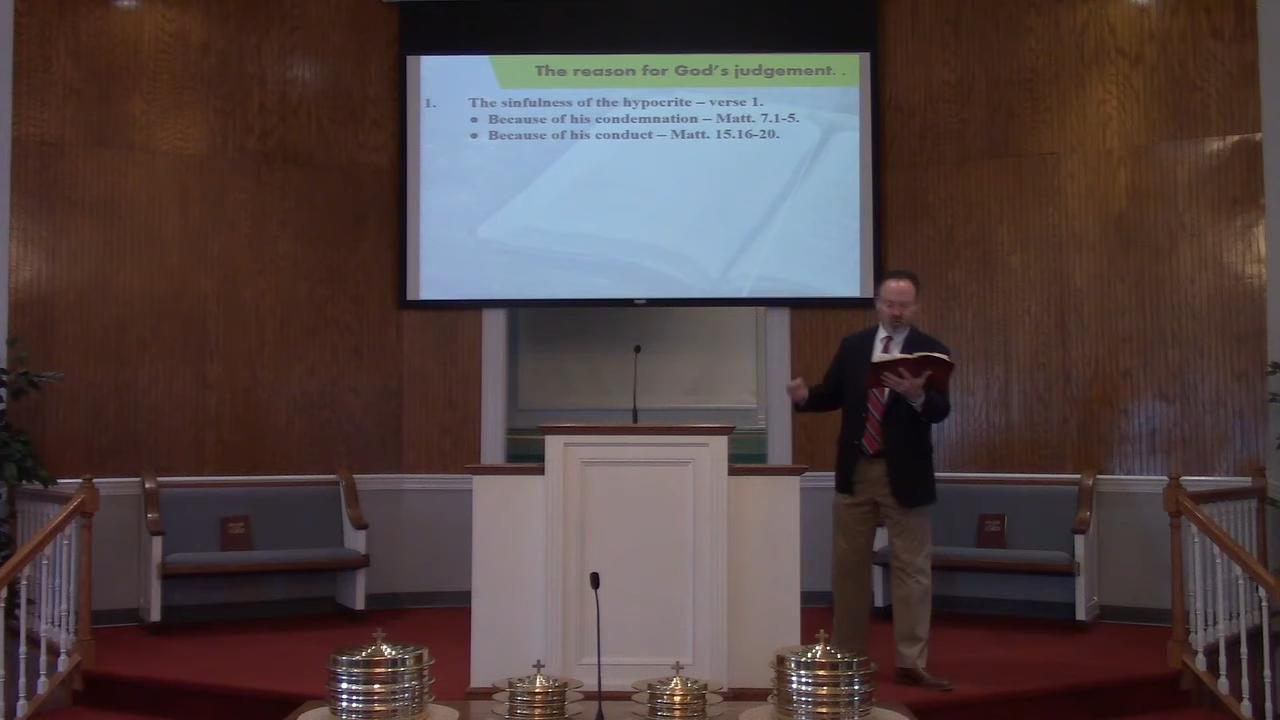 The reason for God's judgement. .
1. The sinfulness of the hypocrite – verse 1.
• Because of his condemnation – Matt. 7.1-5.
• Because of his conduct – Matt. 15.16-20.